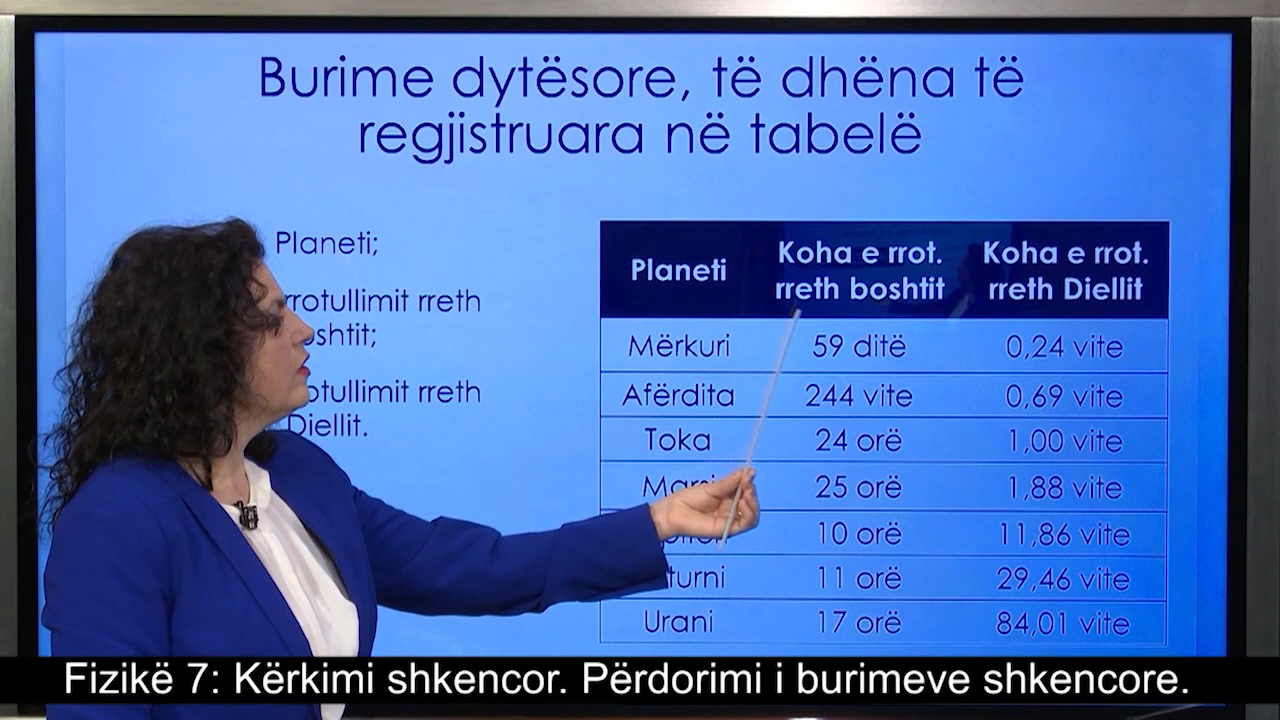 Burime dytësore, të dhëna të
regjistruara në tabelë
Planeti;
rrotullimit rreth
Diellit.
Planeti
Koha e rrot. rreth boshtit
Koha e rrot. rreth Diellit
Mërkuri 59 ditë 0,24 vite
Afërdita 244 vite 0,69 vite
Toka 24 orë 1,00 vite
25 orë 1,88 vite
10 orë 11,86 vite
11 orë 29,46 vite
Urani 17 orë 84,01 vite
Fizikë 7: Kërkimi shkencor. Përdorimi i burimeve shkencore.